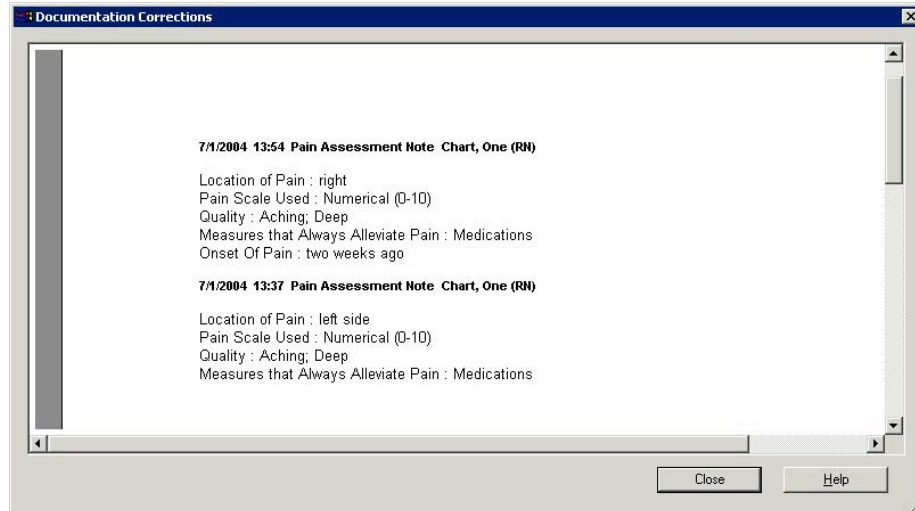 Documentation Corrections
7/1/2004 13:54 Pain Assessment Note Chart, One (RN)
Location of Pain : right
Pain Scale Used : Numerical (0-10)
Quality : Aching; Deep
Measures that Always Alleviate Pain : Medications
Onset Of Pain : two weeks ago
7/1/2004 13:37 Pain Assessment Note Chart, One (RN)
Location of Pain : left side
Pain Scale Used : Numerical (0-10)
Quality : Aching; Deep
Measures that Always Alleviate Pain : Medications
Close Help